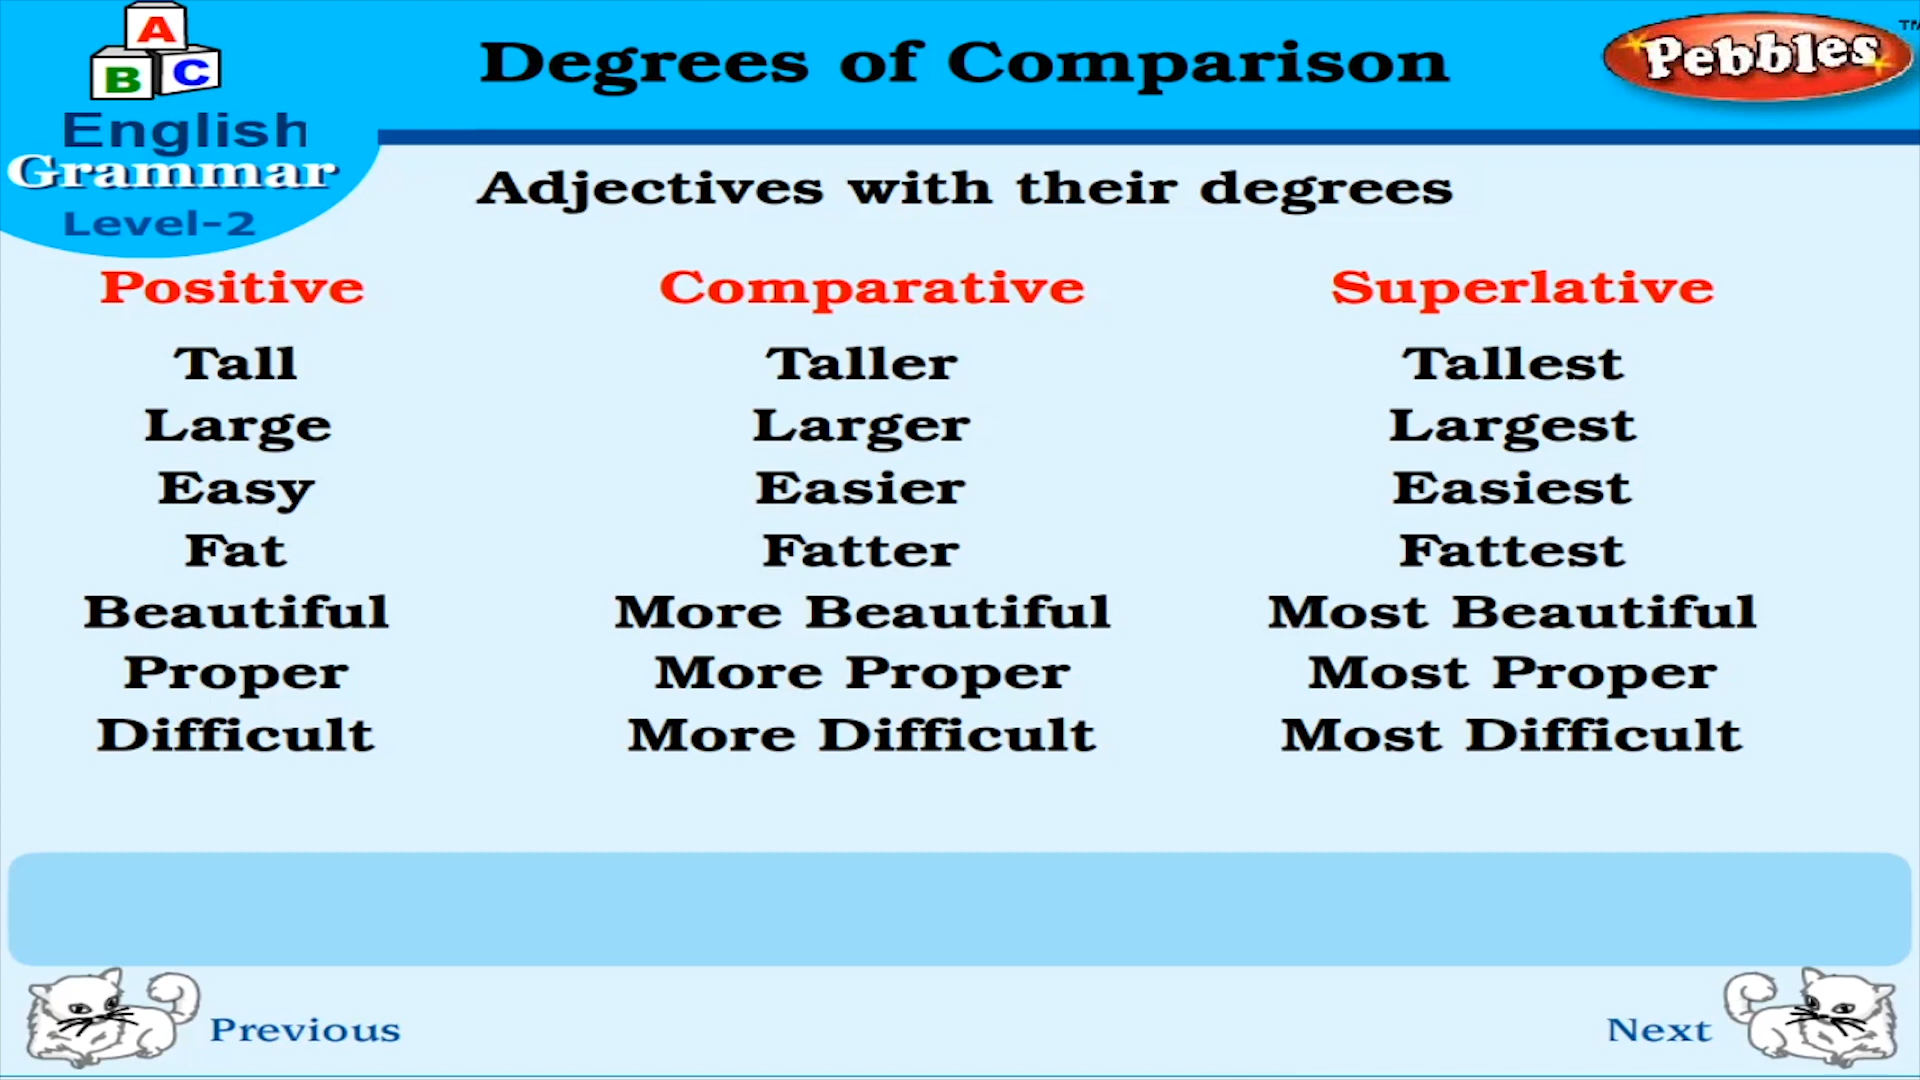 A
B C
English
Grammar
Level-2
Degrees of Comparison
Pebbles
TM
Adjectives with their degrees
Positive Comparative Superlative
Tall Taller Tallest
Large Larger Largest
Easy Easier Easiest
Fat Fatter Fattest
Beautiful More Beautiful Most Beautiful
Proper More Proper Most Proper
Difficult More Difficult Most Difficult
Previous Next